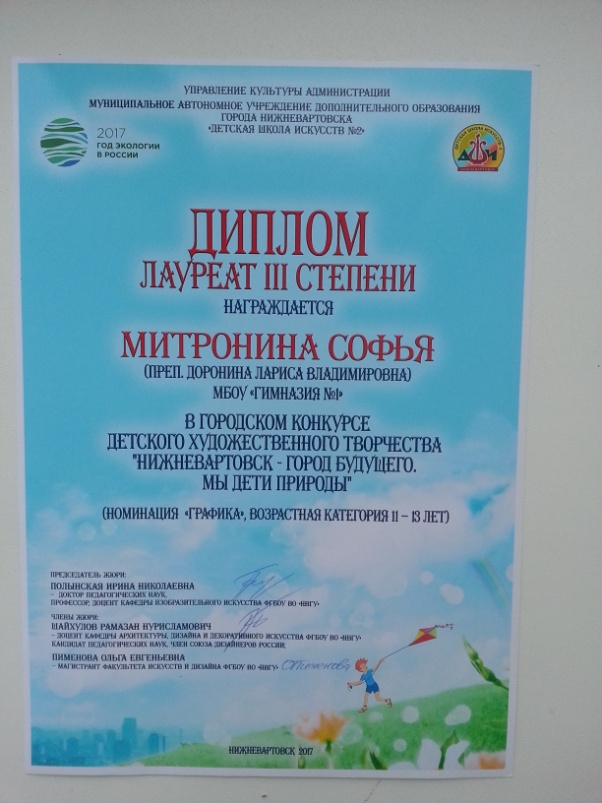 УПРАВЛЕНИЕ КУЛЬТУРЫ АДМИНИСТРАЦИИ
МУНИЦИПАЛЬНОЕ АВТОНОМНОЕ УЧРЕЖДЕНИЕ ДОПОЛНИТЕЛЬНОГО ОБРАЗОВАНИЯ
ГОРОДА НИЖНЕВАРТОВСКА
«ДЕТСКАЯ ШКОЛА ИСКУССТВ №2»
2017
ГОД ЭКОЛОГИИ
В РОССИИ
ДЕТСКАЯ ШКОЛА ИСКУССТВ
ДШИ
ДИПЛОМ
ЛАУРЕАТ III СТЕПЕНИ
НАГРАЖДАЕТСЯ
МИТРОНИНА СОФЬЯ
(ПРЕП. ДОРОНИНА ЛАРИСА ВЛАДИМИРОВНА)
МБОУ «ГИМНАЗИЯ №1»
В ГОРОДСКОМ КОНКУРСЕ
ДЕТСКОГО ХУДОЖЕСТВЕННОГО ТВОРЧЕСТВА
"НИЖНЕВАРТОВСК - ГОРОД БУДУЩЕГО.
МЫ ДЕТИ ПРИРОДЫ"
(НОМИНАЦИЯ «ГРАФИКА», ВОЗРАСТНАЯ КАТЕГОРИЯ 11 – 13 ЛЕТ)
ПРЕДСЕДАТЕЛЬ ЖЮРИ:
ПОЛЫНСКАЯ ИРИНА НИКОЛАЕВНА
- ДОКТОР ПЕДАГОГИЧЕСКИХ НАУК,
ПРОФЕССОР, ДОЦЕНТ КАФЕДРЫ ИЗОБРАЗИТЕЛЬНОГО ИСКУССТВА ФГБОУ ВО «НВГУ»
ЧЛЕНЫ ЖЮРИ:
ШАЙХУЛОВ РАМАЗАН НУРИСЛАМОВИЧ
- ДОЦЕНТ КАФЕДРЫ АРХИТЕКТУРЫ, ДИЗАЙНА И ДЕКОРАТИВНОГО ИСКУССТВА ФГБОУ ВО «НВГУ»
КАНДИДАТ ПЕДАГОГИЧЕСКИХ НАУК, ЧЛЕН СОЮЗА ДИЗАЙНЕРОВ РОССИИ;
ПИМЕНОВА ОЛЬГА ЕВГЕНЬЕВНА
- МАГИСТРАНТ ФАКУЛЬТЕТА ИСКУССТВ И ДИЗАЙНА ФГБОУ ВО «НВГУ»
НИЖНЕВАРТОВСК 2017